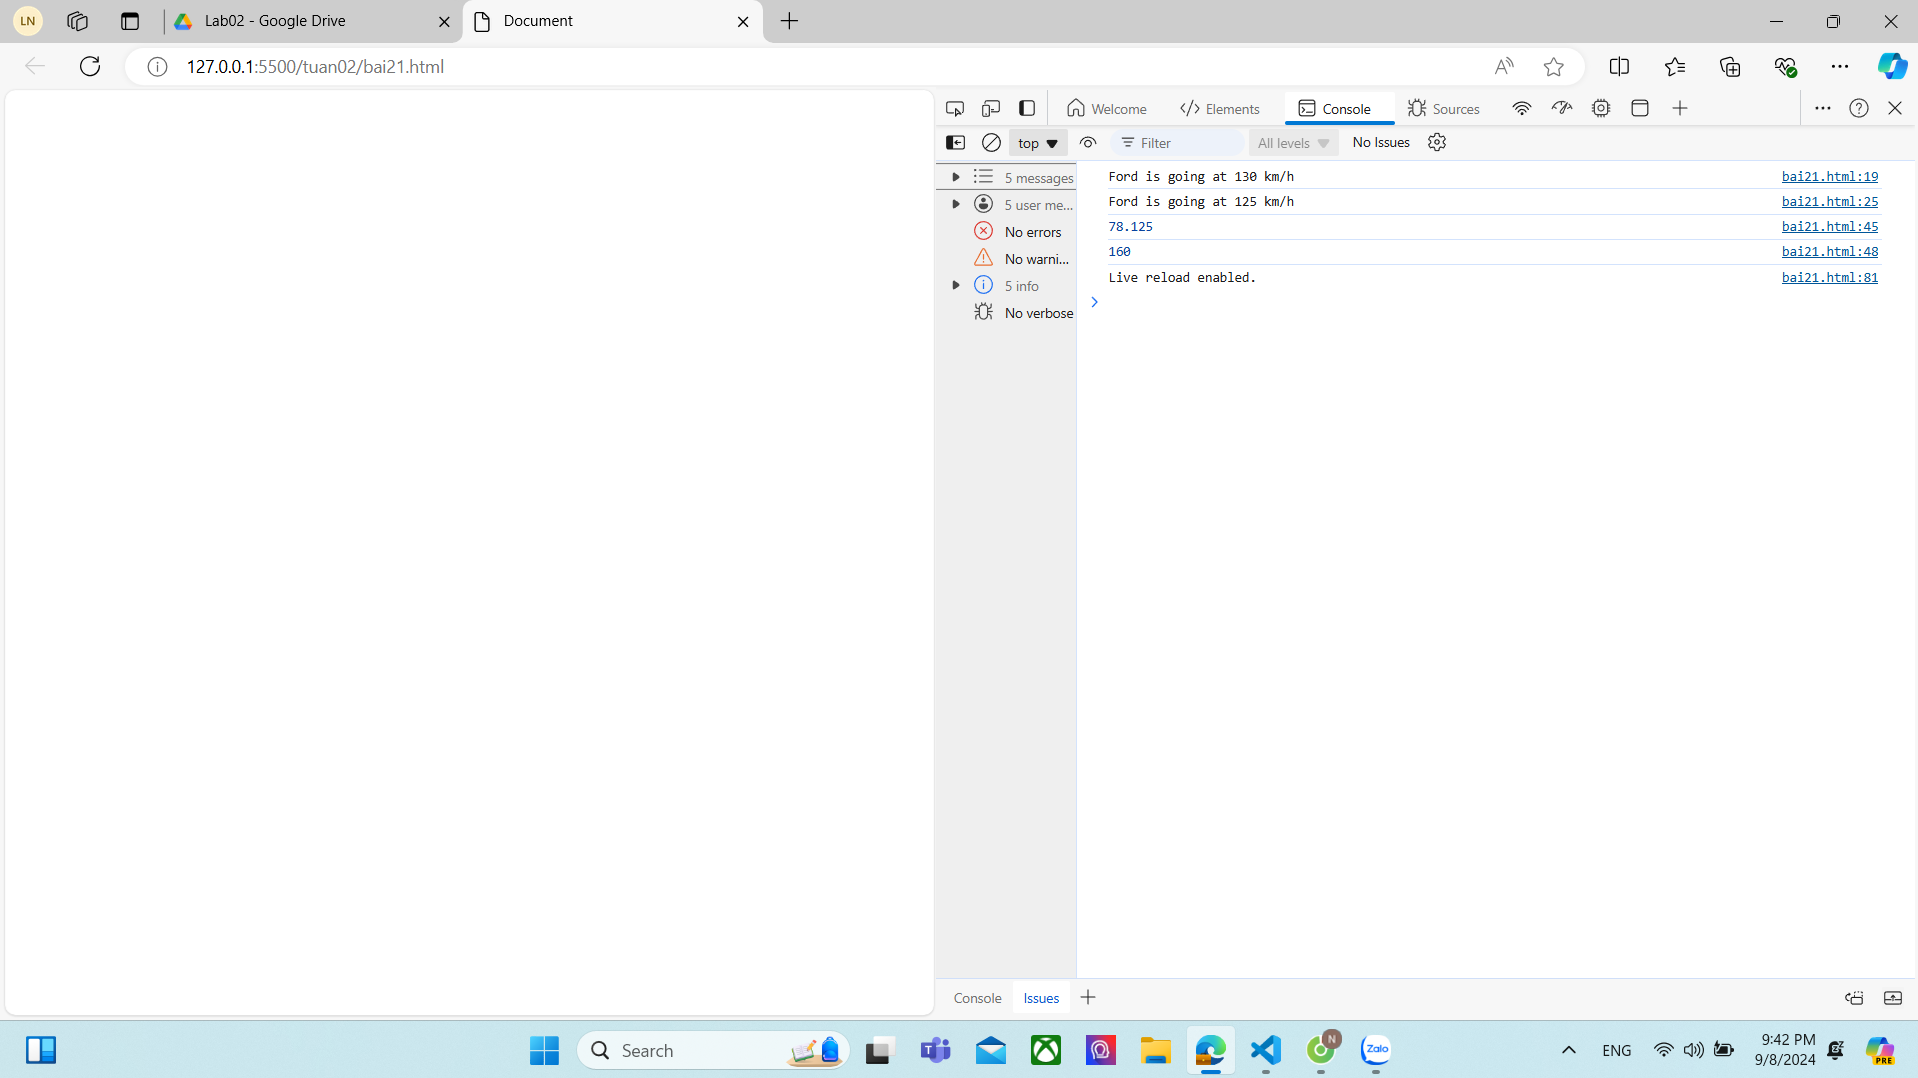 LN
Lab02 - Google Drive
Document
127.0.0.1:5500/tuan02/bai21.html
Welcome
Elements
Console
Sources
top
Filter
All levels
No Issues
5 messages
5 user me...
No errors
No warni...
5 info
No verbose
Ford is going at 130 km/h
bai21.html:19
Ford is going at 125 km/h
bai21.html:25
78.125
bai21.html:45
160
bai21.html:48
Live reload enabled.
bai21.html:81
Console
Issues
Search
N
Zalo
ENG
9:42 PM
9/8/2024
PRE